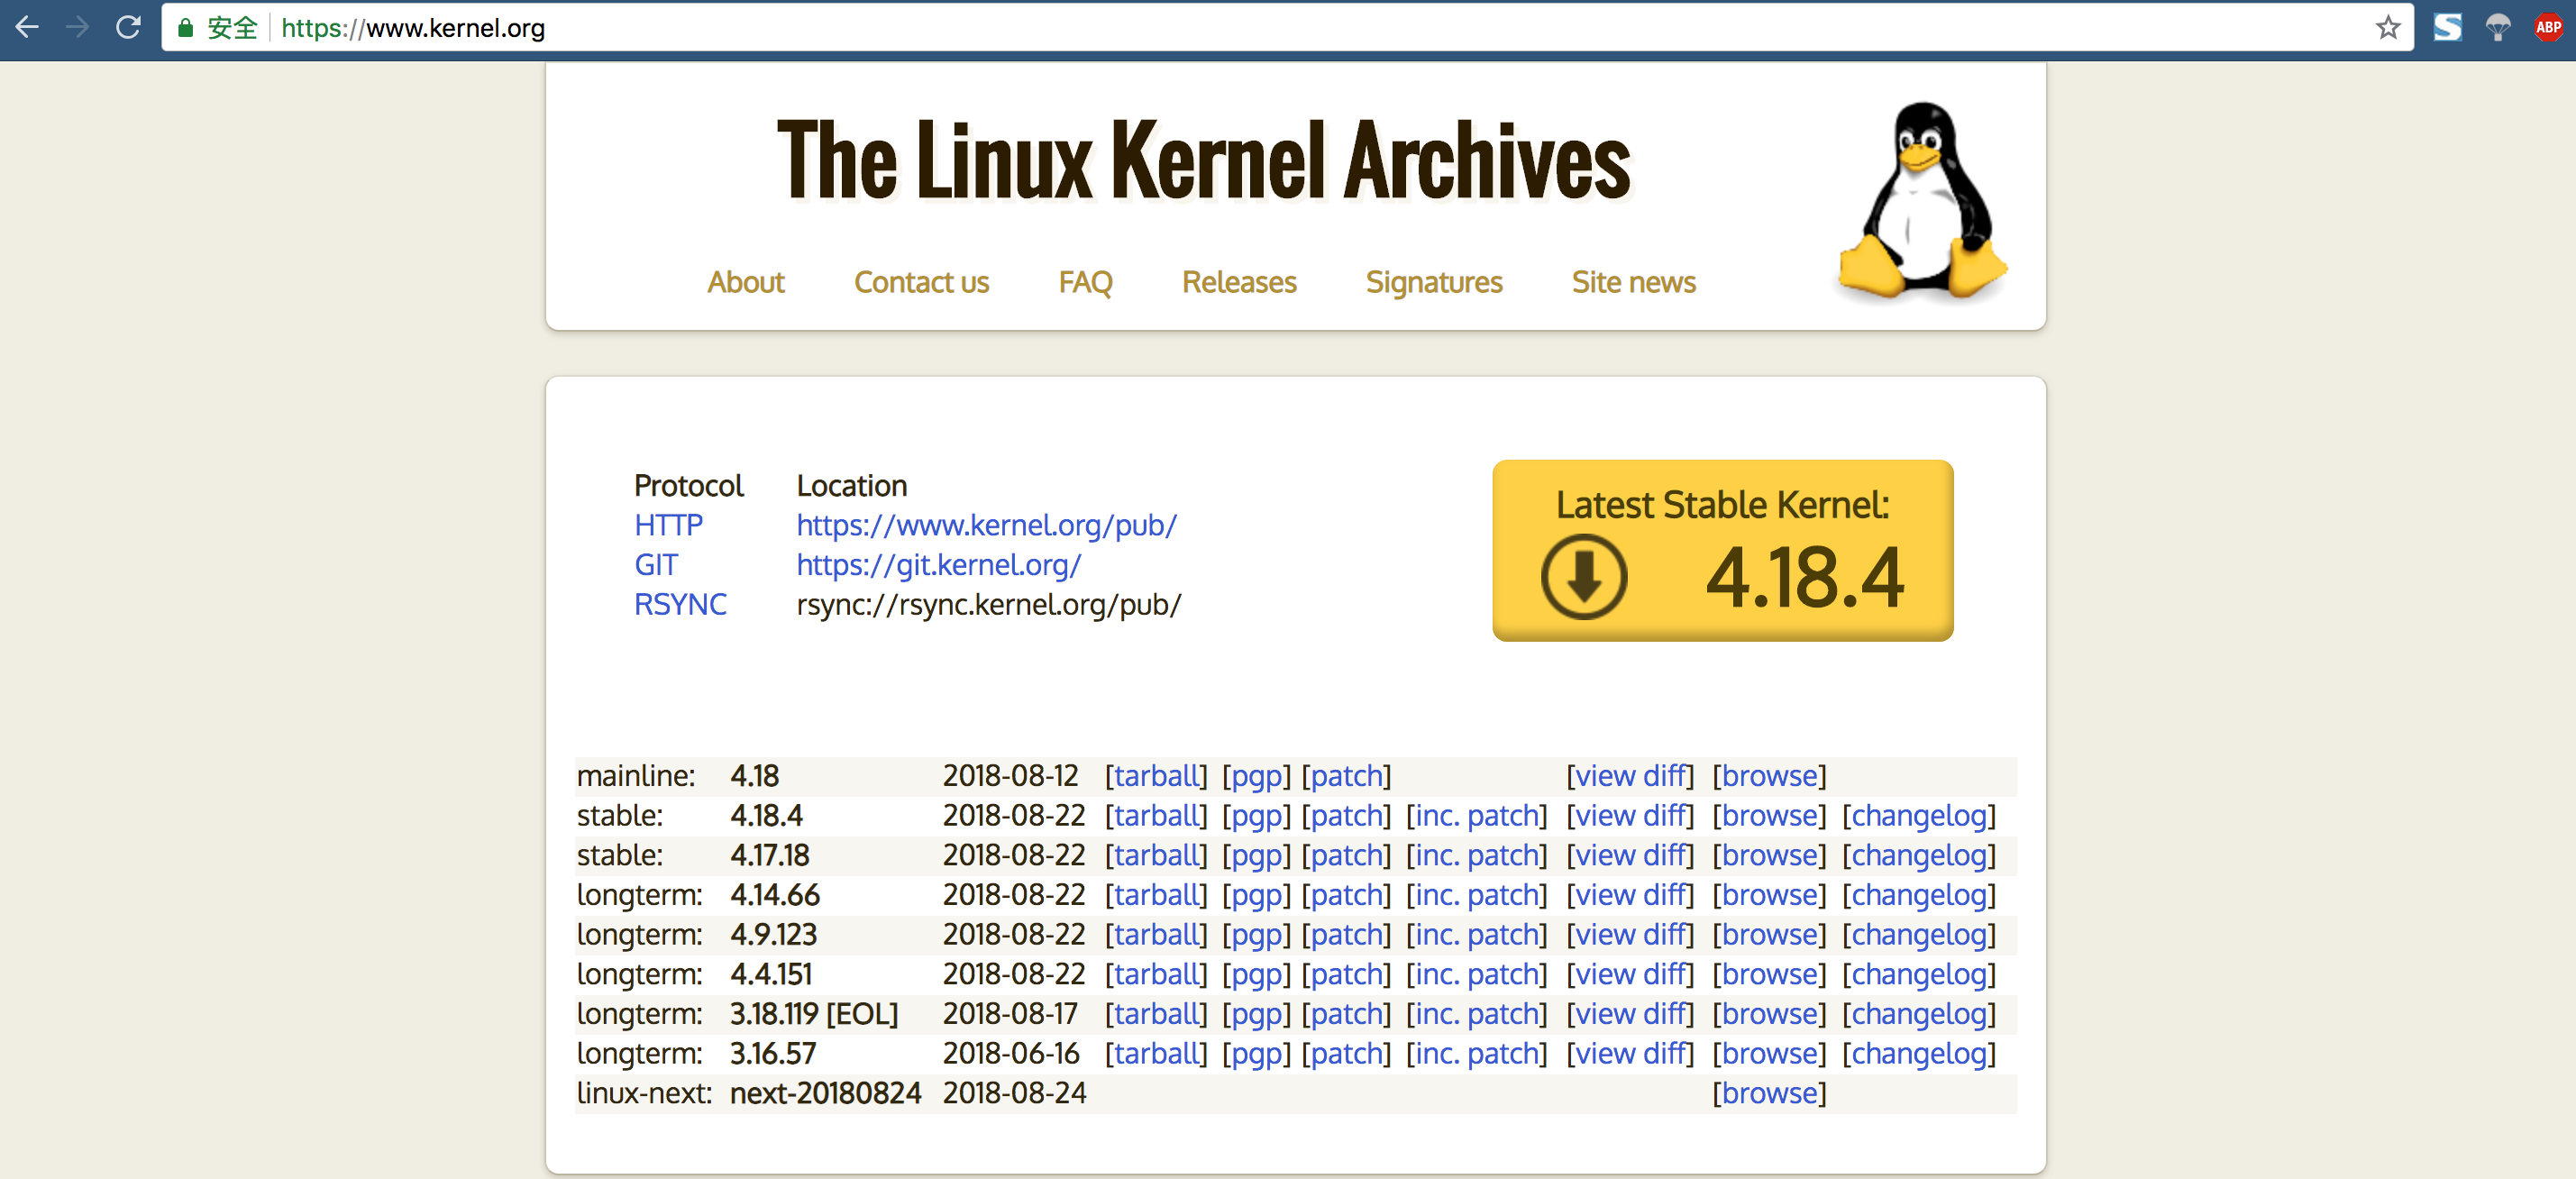 安全 https://www.kernel.org ABP
The Linux Kernel Archives
About Contact us FAQ Releases Signatures Site news
Protocol Location
HTTP https://www.kernel.org/pub/
GIT https://git.kernel.org/
RSYNC rsync://rsync.kernel.org/pub/
Latest Stable Kernel:
4.18.4
mainline: 4.18 2018-08-12 [tarball] [pgp] [patch] [view diff] [browse]
stable: 4.18.4 2018-08-22 [tarball] [pgp] [patch] [inc. patch] [view diff] [browse] [changelog]
stable: 4.17.18 2018-08-22 [tarball] [pgp] [patch] [inc. patch] [view diff] [browse] [changelog]
longterm: 4.14.66 2018-08-22 [tarball] [pgp] [patch] [inc. patch] [view diff] [browse] [changelog]
longterm: 4.9.123 2018-08-22 [tarball] [pgp] [patch] [inc. patch] [view diff] [browse] [changelog]
longterm: 4.4.151 2018-08-22 [tarball] [pgp] [patch] [inc. patch] [view diff] [browse] [changelog]
longterm: 3.18.119 [EOL] 2018-08-17 [tarball] [pgp] [patch] [inc. patch] [view diff] [browse] [changelog]
longterm: 3.16.57 2018-06-16 [tarball] [pgp] [patch] [inc. patch] [view diff] [browse] [changelog]
linux-next: next-20180824 2018-08-24 [browse]